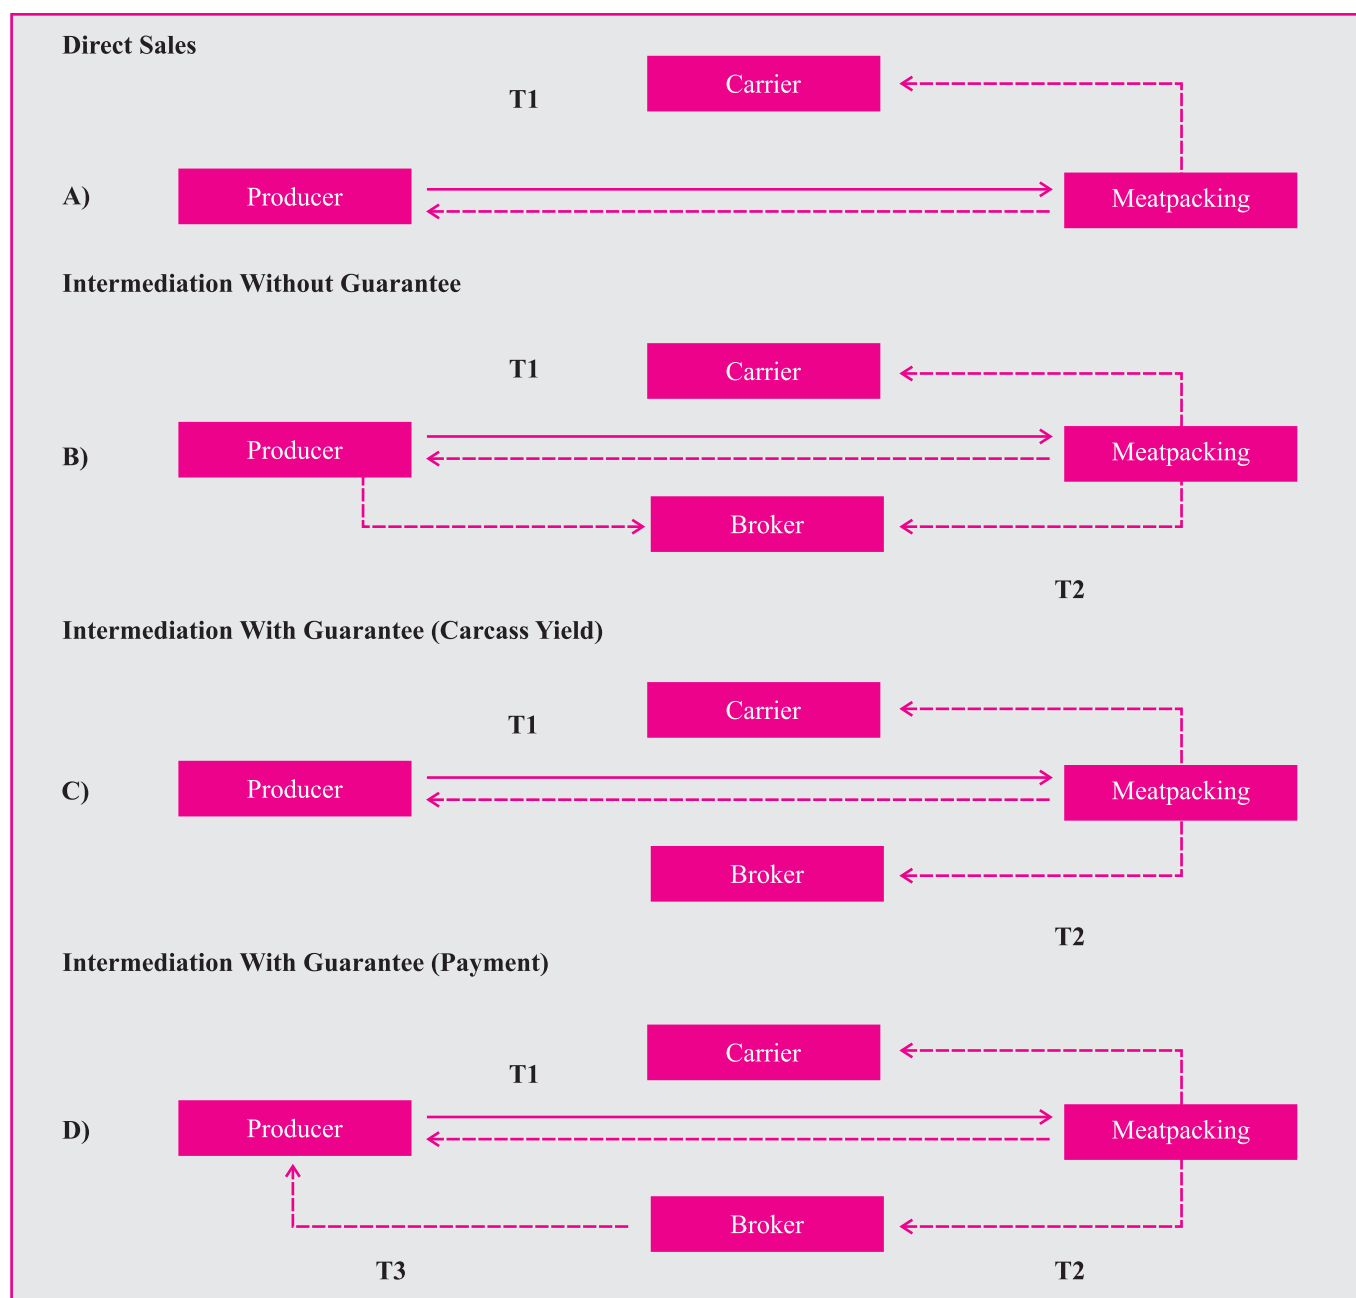 Direct Sales
Carrier
T1
A)
Producer
Meatpacking
Intermediation Without Guarantee
T1
Carrier
B)
Producer
Meatpacking
Broker
T2
Intermediation With Guarantee (Carcass Yield)
Carrier
T1
C)
Producer
Meatpacking
Broker
T2
Intermediation With Guarantee (Payment)
Carrier
T1
D)
Producer
Meatpacking
Broker
T3
T2